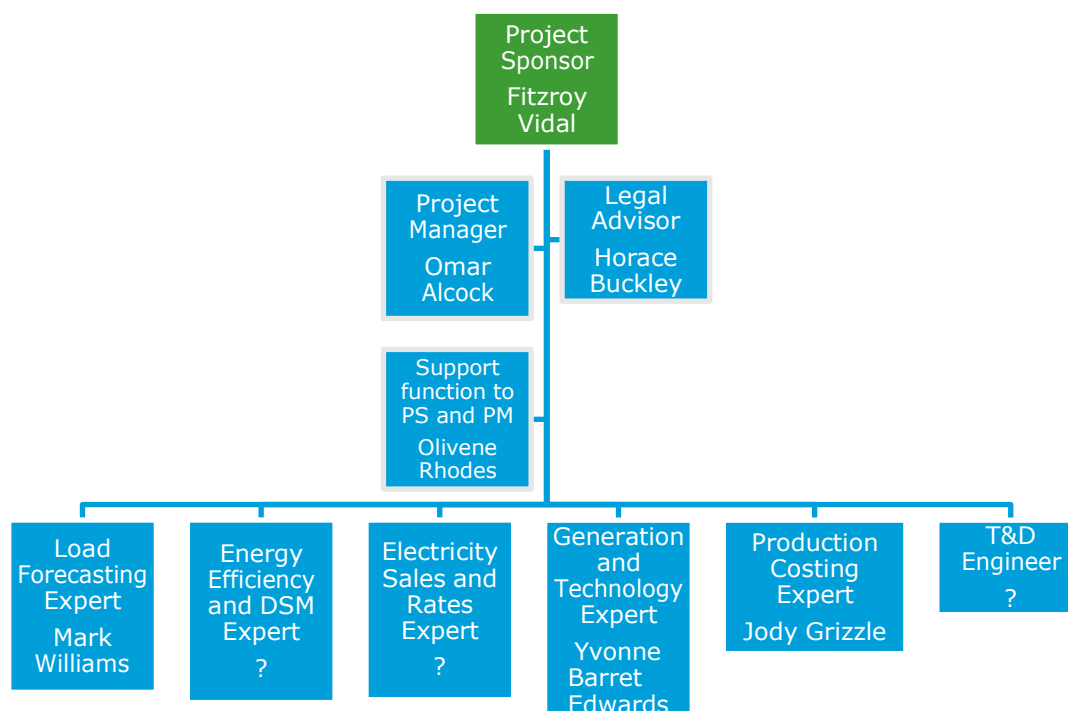 Project
Sponsor
Fitzroy
Vidal
Project
Manager
Omar
Alcock
Legal
Advisor
Horace
Buckley
Support
function to
PS and PM
Olivene
Rhodes
Load
Forecasting
Expert
Mark
Williams
Energy
Efficiency
and DSM
Expert
?
Electricity
Sales and
Rates
Expert
?
Generation
and
Technology
Expert
Yvonne
Barret
Edwards
Production
Costing
Expert
Jody Grizzle
T&D
Engineer
?